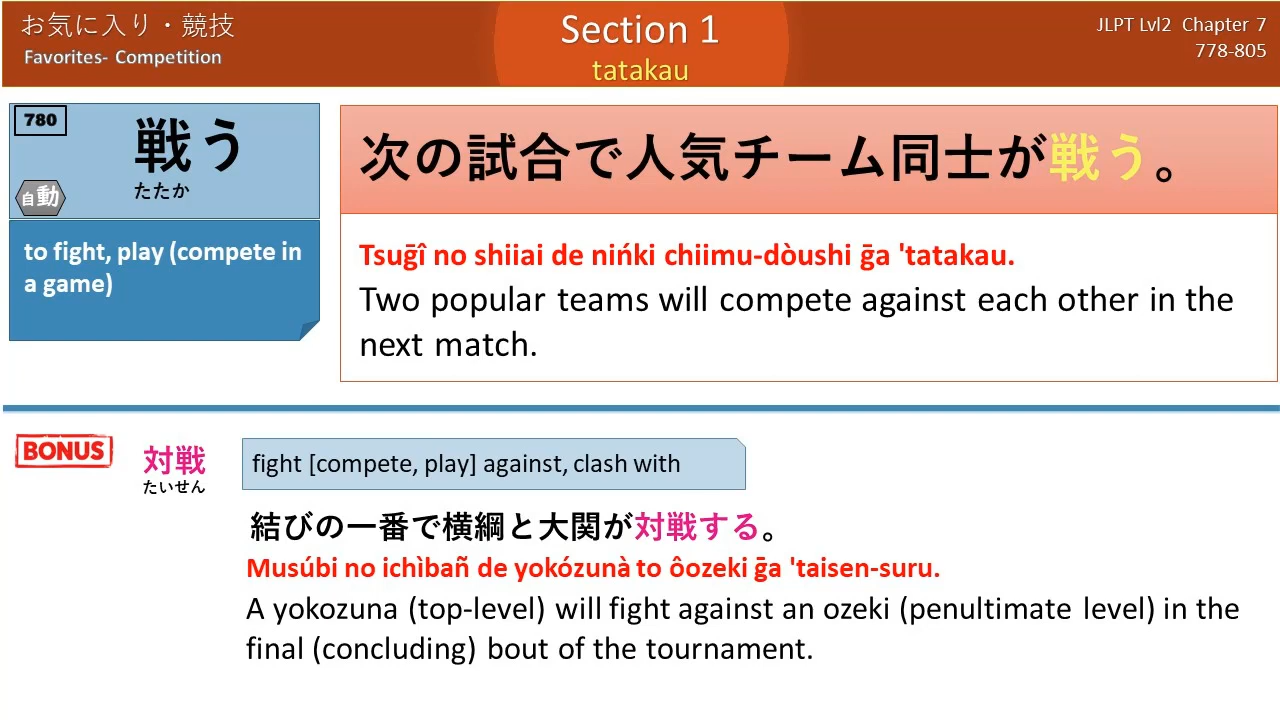 お気に入り・競技
Favorites- Competition
Section 1
tatakau
JLPT Lvl2 Chapter 7
778-805
780
戦う
たたか
自動
to fight, play (compete in
a game)
次の試合で人気チーム同士が戦う。
Tsuḡî no shiiai de nińki chiimu-dòushi ḡa 'tatakau.
Two popular teams will compete against each other in the
next match.
BONUS
対戦
たいせん
fight [compete, play] against, clash with
結びの一番で横綱と大関が対戦する。
Musúbi no ichìbañ de yokózunà to ôozeki ḡa 'taisen-suru.
A yokozuna (top-level) will fight against an ozeki (penultimate level) in the
final (concluding) bout of the tournament.